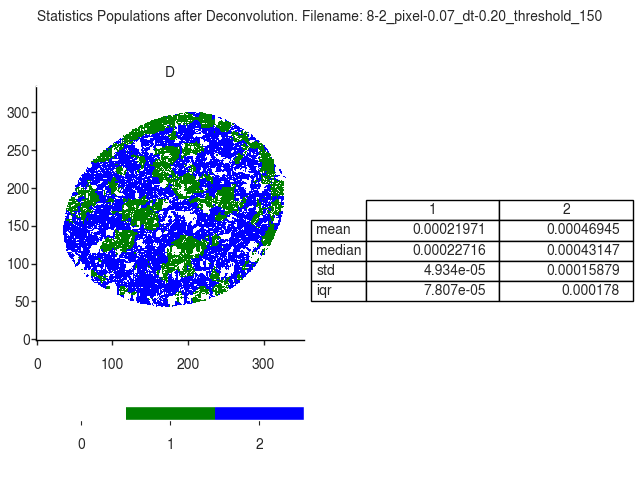 Statistics Populations after Deconvolution. Filename: 8-2_pixel-0.07_dt-0.20_threshold_150
D
300
250
200
150
100
50
0
0 100 200 300
1 2
mean 0.00021971 0.00046945
median 0.00022716 0.00043147
std 4.934e-05 0.00015879
iqr 7.807e-05 0.000178
0 1 2